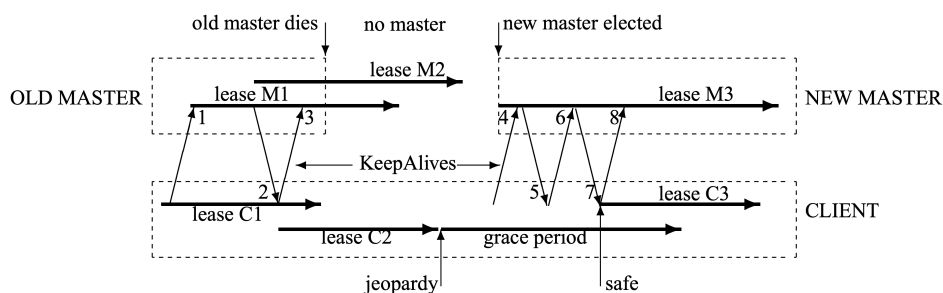 old master dies
no master
new master elected
lease M2
OLD MASTER
lease M1
lease M3
NEW MASTER
1
3
4
6
8
KeepAlives
2
5
7
lease C1
lease C3
CLIENT
lease C2
grace period
jeopardy
safe